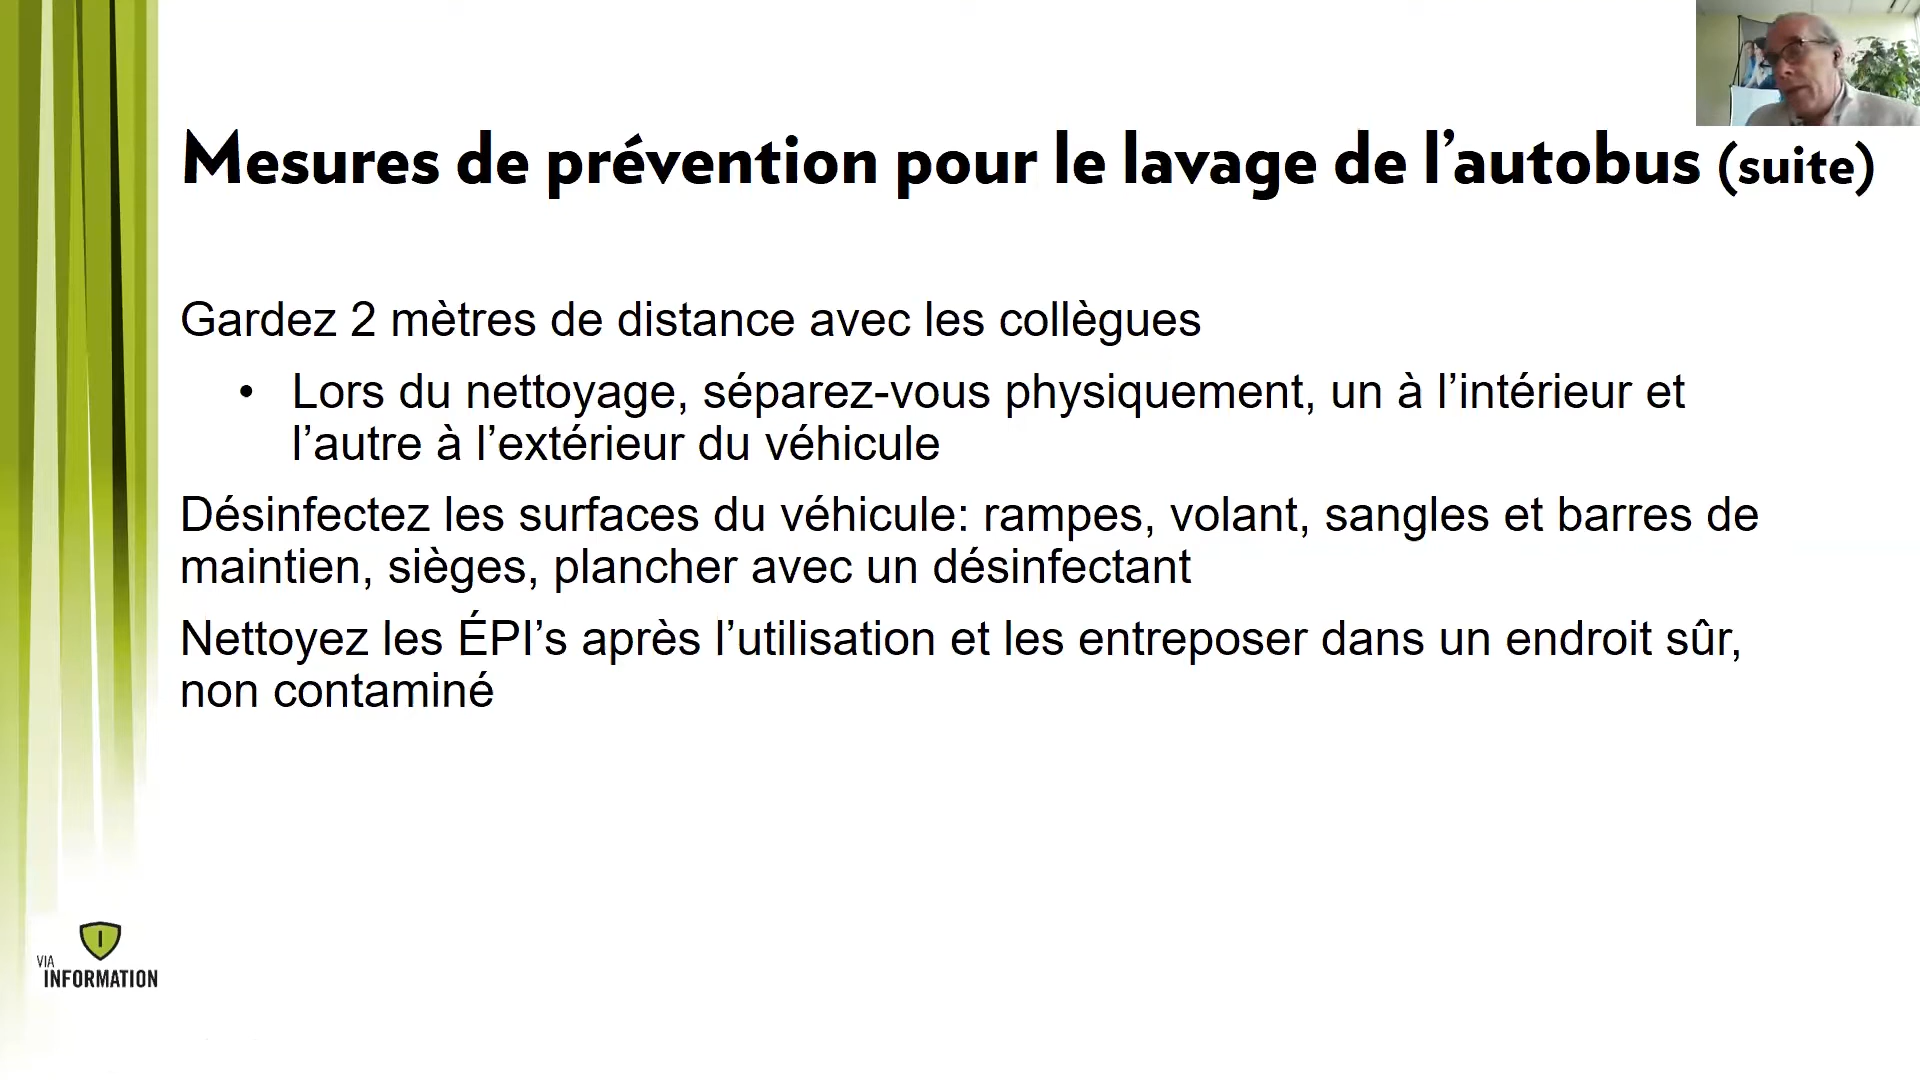 Mesures de prévention pour le lavage de l’autobus (suite)
Gardez 2 mètres de distance avec les collègues
• Lors du nettoyage, séparez-vous physiquement, un à l’intérieur et
l’autre à l’extérieur du véhicule
Désinfectez les surfaces du véhicule: rampes, volant, sangles et barres de
maintien, sièges, plancher avec un désinfectant
Nettoyez les ÉPI’s après l’utilisation et les entreposer dans un endroit sûr,
non contaminé
I
VIA
INFORMATION